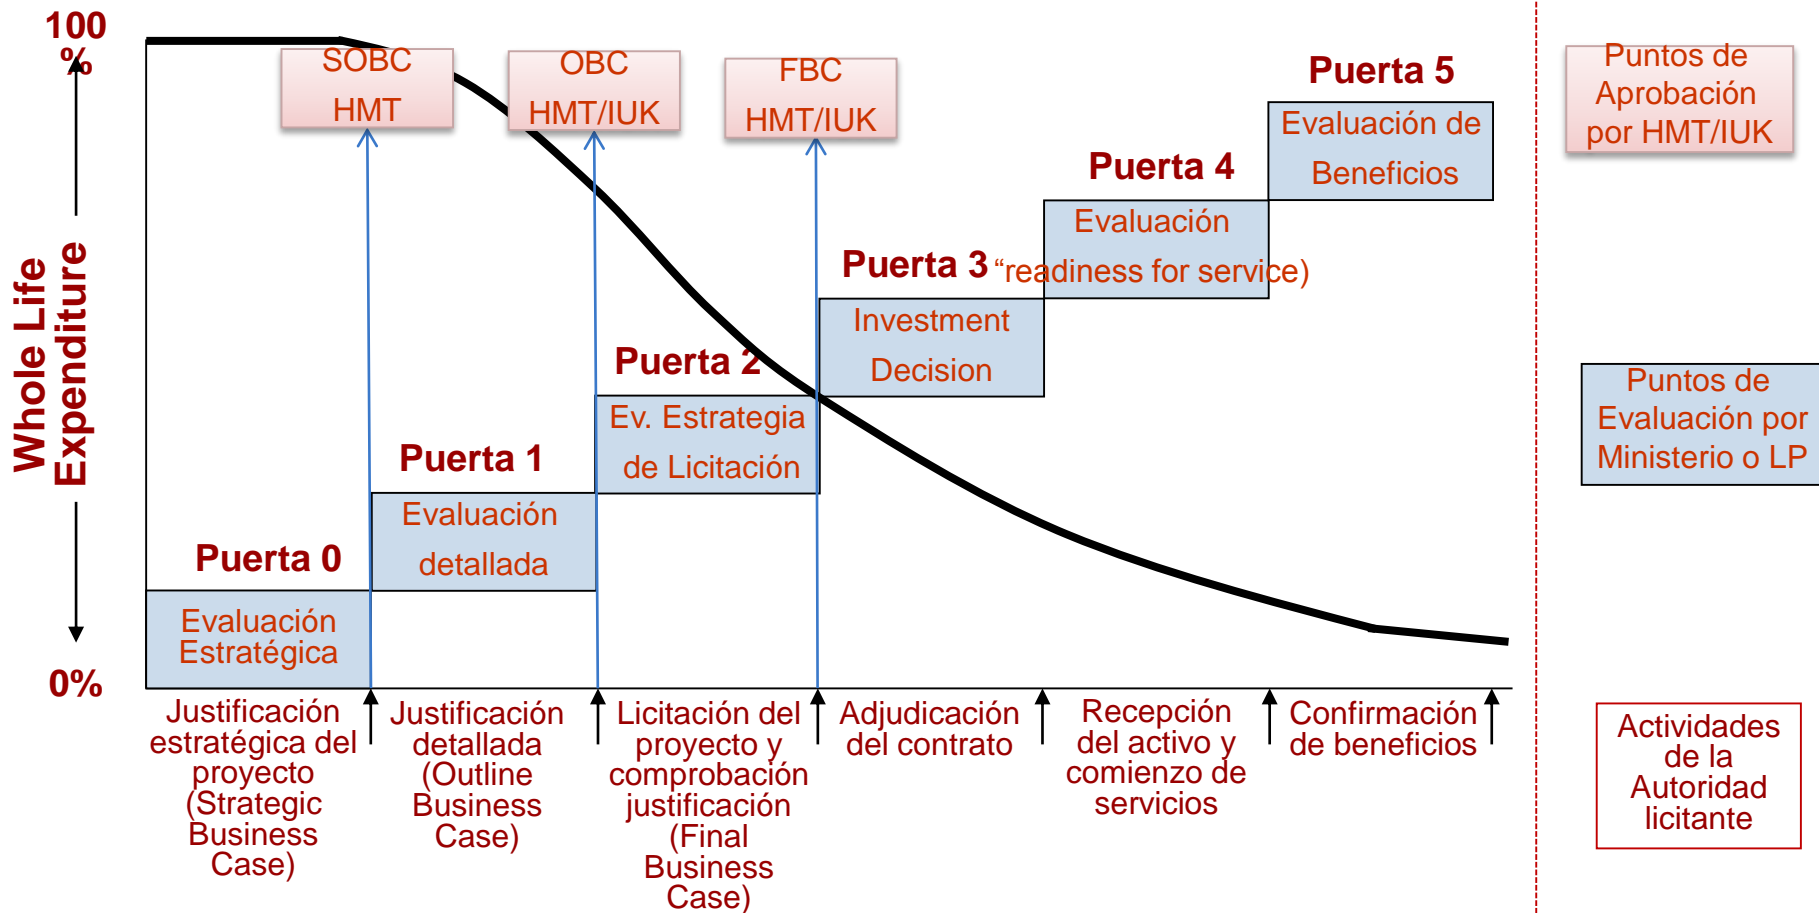 100
%
Whole Life
Expenditure
0%
SOBC
HMT
OBC
HMT/IUK
FBC
HMT/IUK
Puerta 0
Evaluación
Estratégica
Puerta 1
Evaluación
detallada
Puerta 2
Ev. Estrategia
de Licitación
Puerta 3
Investment
Decision
Puerta 4
Evaluación
“readiness for service)
Puerta 5
Evaluación de
Beneficios
Justificación
estratégica del
proyecto
(Strategic
Business
Case)
Justificación
detallada
(Outline
Business
Case)
Licitación del
proyecto y
comprobación
justificación
(Final
Business
Case)
Adjudicación
del contrato
Recepción
del activo y
comienzo de
servicios
Confirmación
de beneficios
Puntos de
Aprobación
por HMT/IUK
Puntos de
Evaluación por
Ministerio o LP
Actividades
de la
Autoridad
licitante